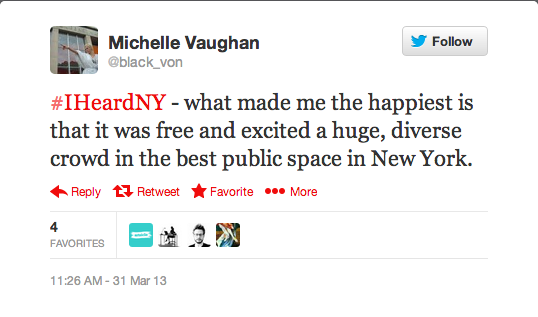 Michelle Vaughan
@black_von
Follow
#IHeardNY - what made me the happiest is
that it was free and excited a huge, diverse
crowd in the best public space in New York.
Reply Retweet Favorite More
4
FAVORITES
11:26 AM - 31 Mar 13